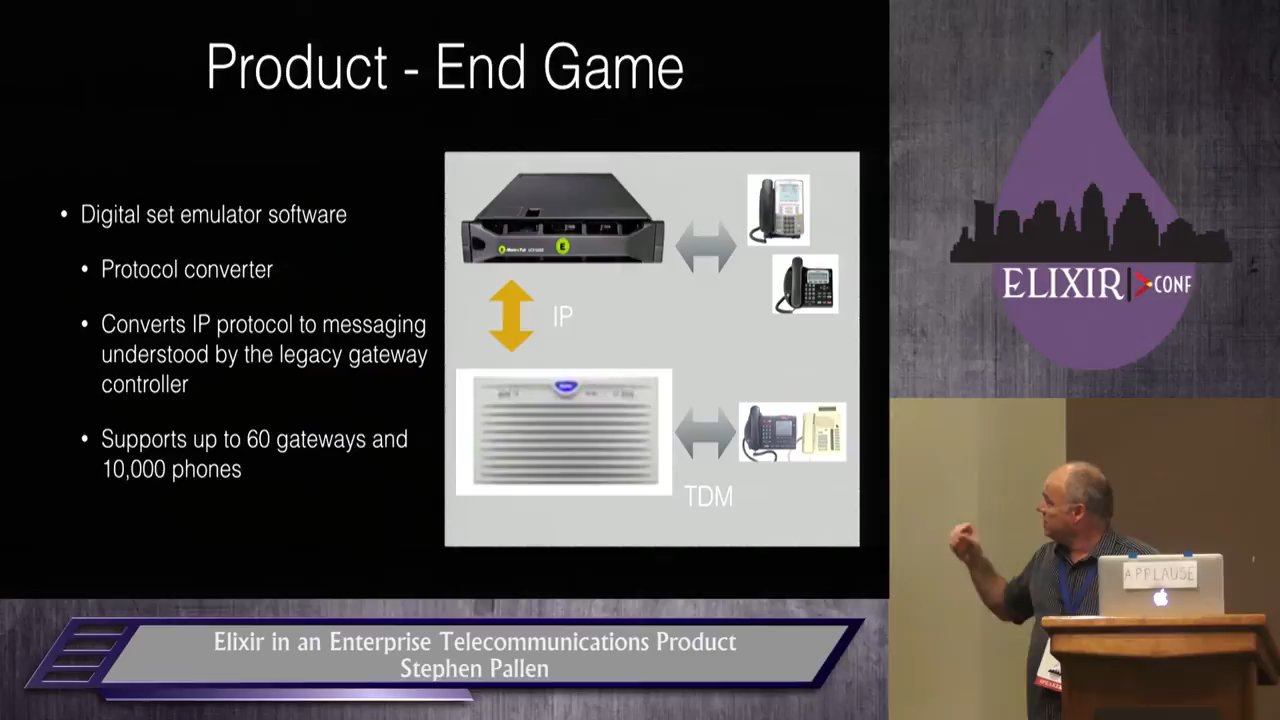 Product - End Game
• Digital set emulator software
• Protocol converter
• Converts IP protocol to messaging
understood by the legacy gateway
controller
• Supports up to 60 gateways and
10,000 phones
E
IP
TDM
ELIXIR CONF
APPLAUSE
SPEAKER
Elixir in an Enterprise Telecommunications Product
Stephen Pallen